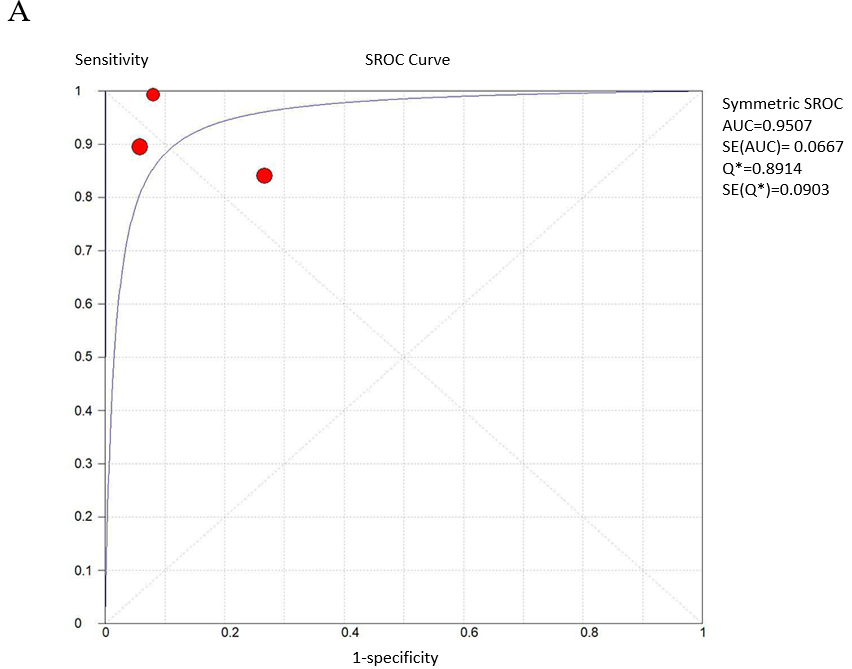 A
Sensitivity
SROC Curve
1
0.9
0.8
0.7
0.6
0.5
0.4
0.3
0.2
0.1
0
0
0.2
0.4
0.6
0.8
1
1-specificity
Symmetric SROC
AUC=0.9507
SE(AUC)= 0.0667
Q*=0.8914
SE(Q*)=0.0903